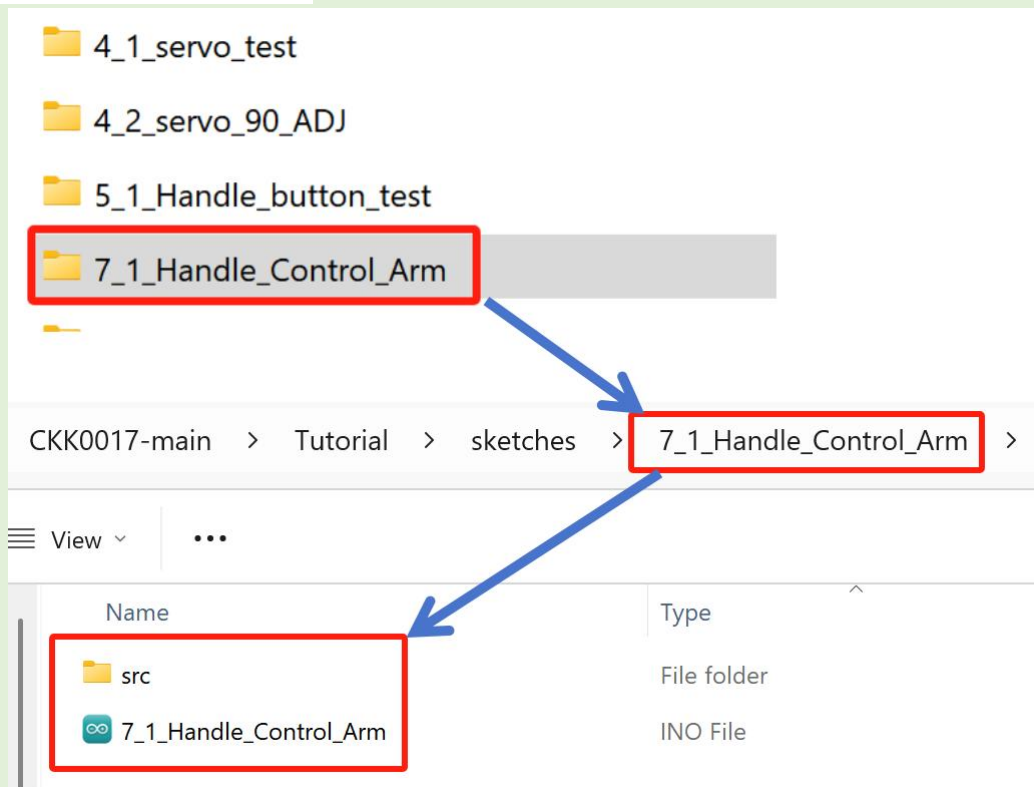 4_1_servo_test
4_2_servo_90_ADJ
5_1_Handle_button_test
7_1_Handle_Control_Arm
CKK0017-main > Tutorial > sketches > 7_1_Handle_Control_Arm >
View ...
Name Type
src File folder
7_1_Handle_Control_Arm INO File